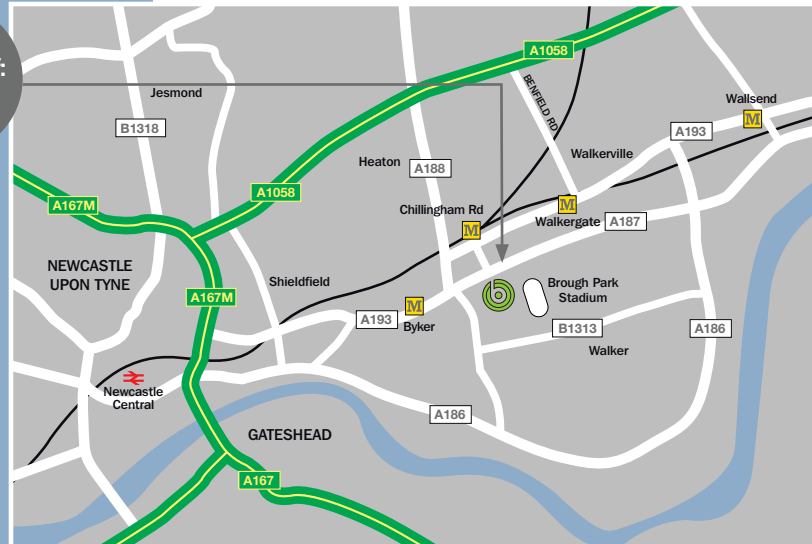 A1058
Jesmond
BENFIELD RD
Wallsend
M
B1318
A193
Walkerville
Heaton
A188
A1058
A167M
Chillingham Rd
M
Walkergate
M
A187
NEWCASTLE
UPON TYNE
Shieldfield
A167M
Brough Park
Stadium
M
A193
Byker
B1313
A186
Walker
Newcastle
Central
A186
GATESHEAD
A167